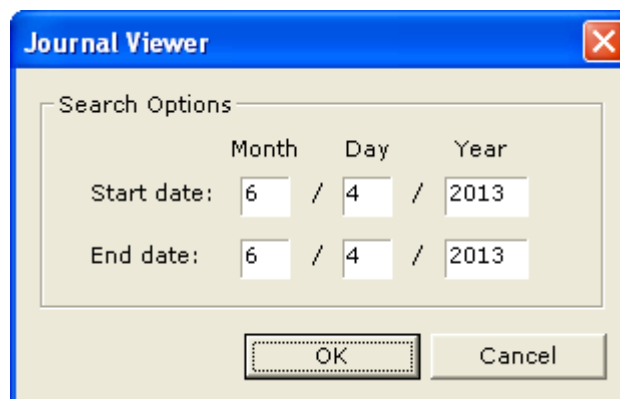 Journal Viewer
Search Options
Month Day Year
Start date: 6 / 4 / 2013
End date: 6 / 4 / 2013
OK Cancel